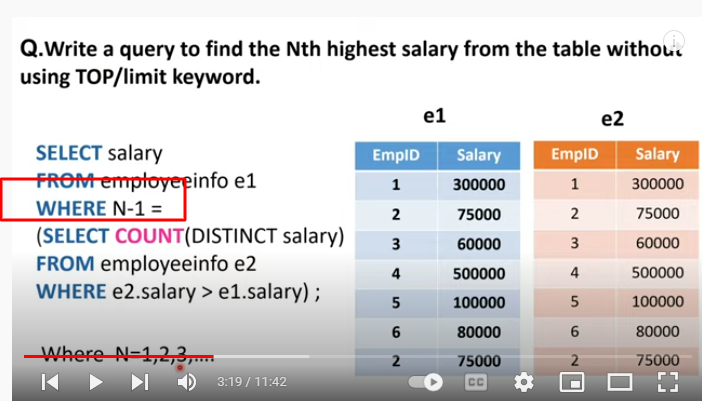 Q.Write a query to find the Nth highest salary from the table without
using TOP/limit keyword.
e1 e2
SELECT salary
FROM employeeinfo e1
WHERE N-1 =
(SELECT COUNT(DISTINCT salary)
FROM employeeinfo e2
WHERE e2.salary > e1.salary) ;
Where N=1,2,3,....
EmpID Salary
1 300000
2 75000
3 60000
4 500000
5 100000
6 80000
2 75000
EmpID Salary
1 300000
2 75000
3 60000
4 500000
5 100000
6 80000
2 75000
3:19 / 11:42
CC